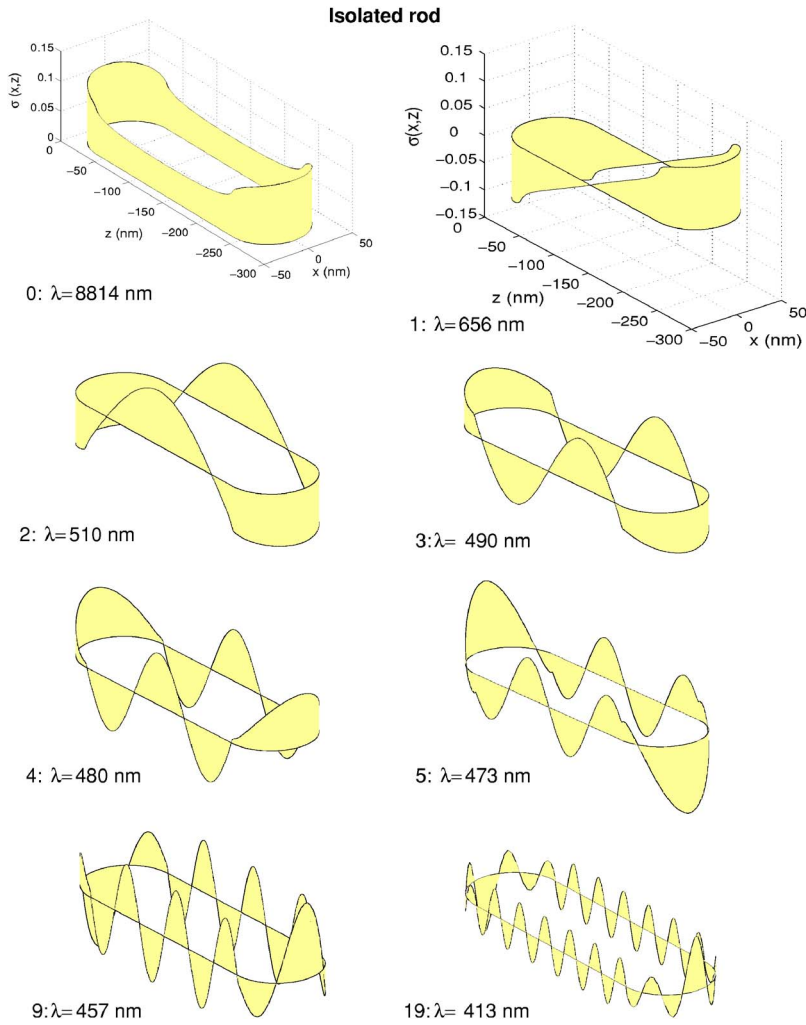 Isolated rod
0.15
0.1
0.05
0
σ (x,z)
0
−50
−100
−150
−200
−250
−300
z (nm)
−50
0
50
x (nm)
0: λ=8814 nm
0.15
0.1
0.05
0
−0.05
−0.1
−0.15
σ(x,z)
0
−50
−100
−150
−200
−250
−300
z (nm)
−50
0
50
x (nm)
1: λ=656 nm
2: λ=510 nm
3:λ= 490 nm
4: λ=480 nm
5: λ=473 nm
9:λ=457 nm
19:λ= 413 nm